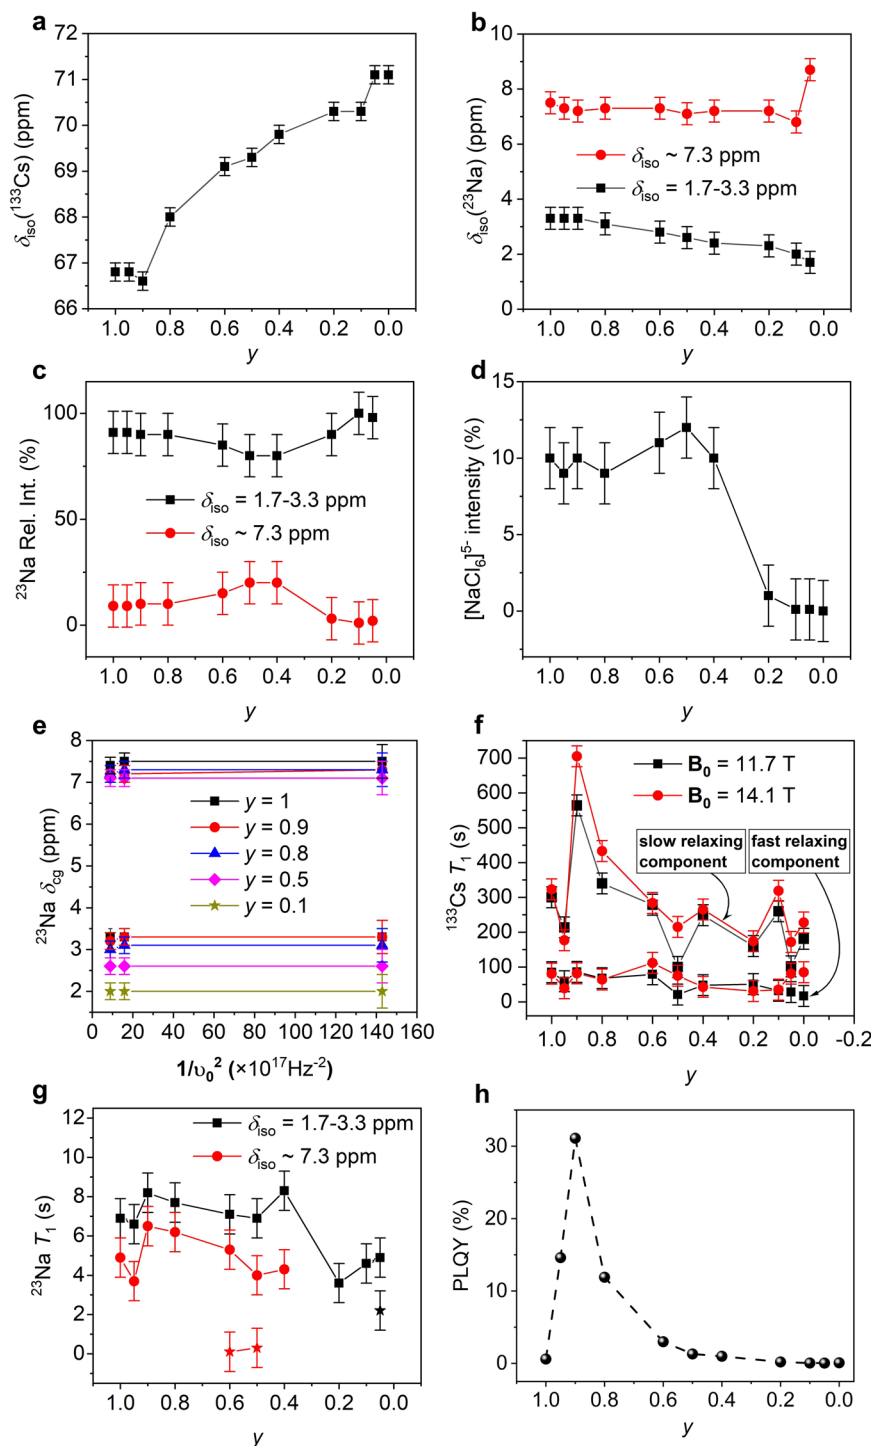 a
72
71
70
69
68
67
66
δiso(¹³³Cs) (ppm)
1.0 0.8 0.6 0.4 0.2 0.0
y
b
10
8
6
4
2
0
δiso(²³Na) (ppm)
δiso ~ 7.3 ppm
δiso = 1.7-3.3 ppm
1.0 0.8 0.6 0.4 0.2 0.0
y
c
100
50
0
²³Na Rel. Int. (%)
δiso = 1.7-3.3 ppm
δiso ~ 7.3 ppm
1.0 0.8 0.6 0.4 0.2 0.0
y
d
15
10
5
0
[NaCl₆]⁵⁻ intensity (%)
1.0 0.8 0.6 0.4 0.2 0.0
y
e
8
7
6
5
4
3
2
²³Na δcg (ppm)
y = 1
y = 0.9
y = 0.8
y = 0.5
y = 0.1
0 20 40 60 80 100 120 140 160
1/υ₀² (×10¹⁷Hz⁻²)
f
700
600
500
400
300
200
100
0
¹³³Cs T₁ (s)
B₀ = 11.7 T
B₀ = 14.1 T
slow relaxing
component
fast relaxing
component
1.0 0.8 0.6 0.4 0.2 0.0 -0.2
y
g
12
10
8
6
4
2
0
²³Na T₁ (s)
δiso = 1.7-3.3 ppm
δiso ~ 7.3 ppm
1.0 0.8 0.6 0.4 0.2 0.0
y
h
30
20
10
0
PLQY (%)
1.0 0.8 0.6 0.4 0.2 0.0
y